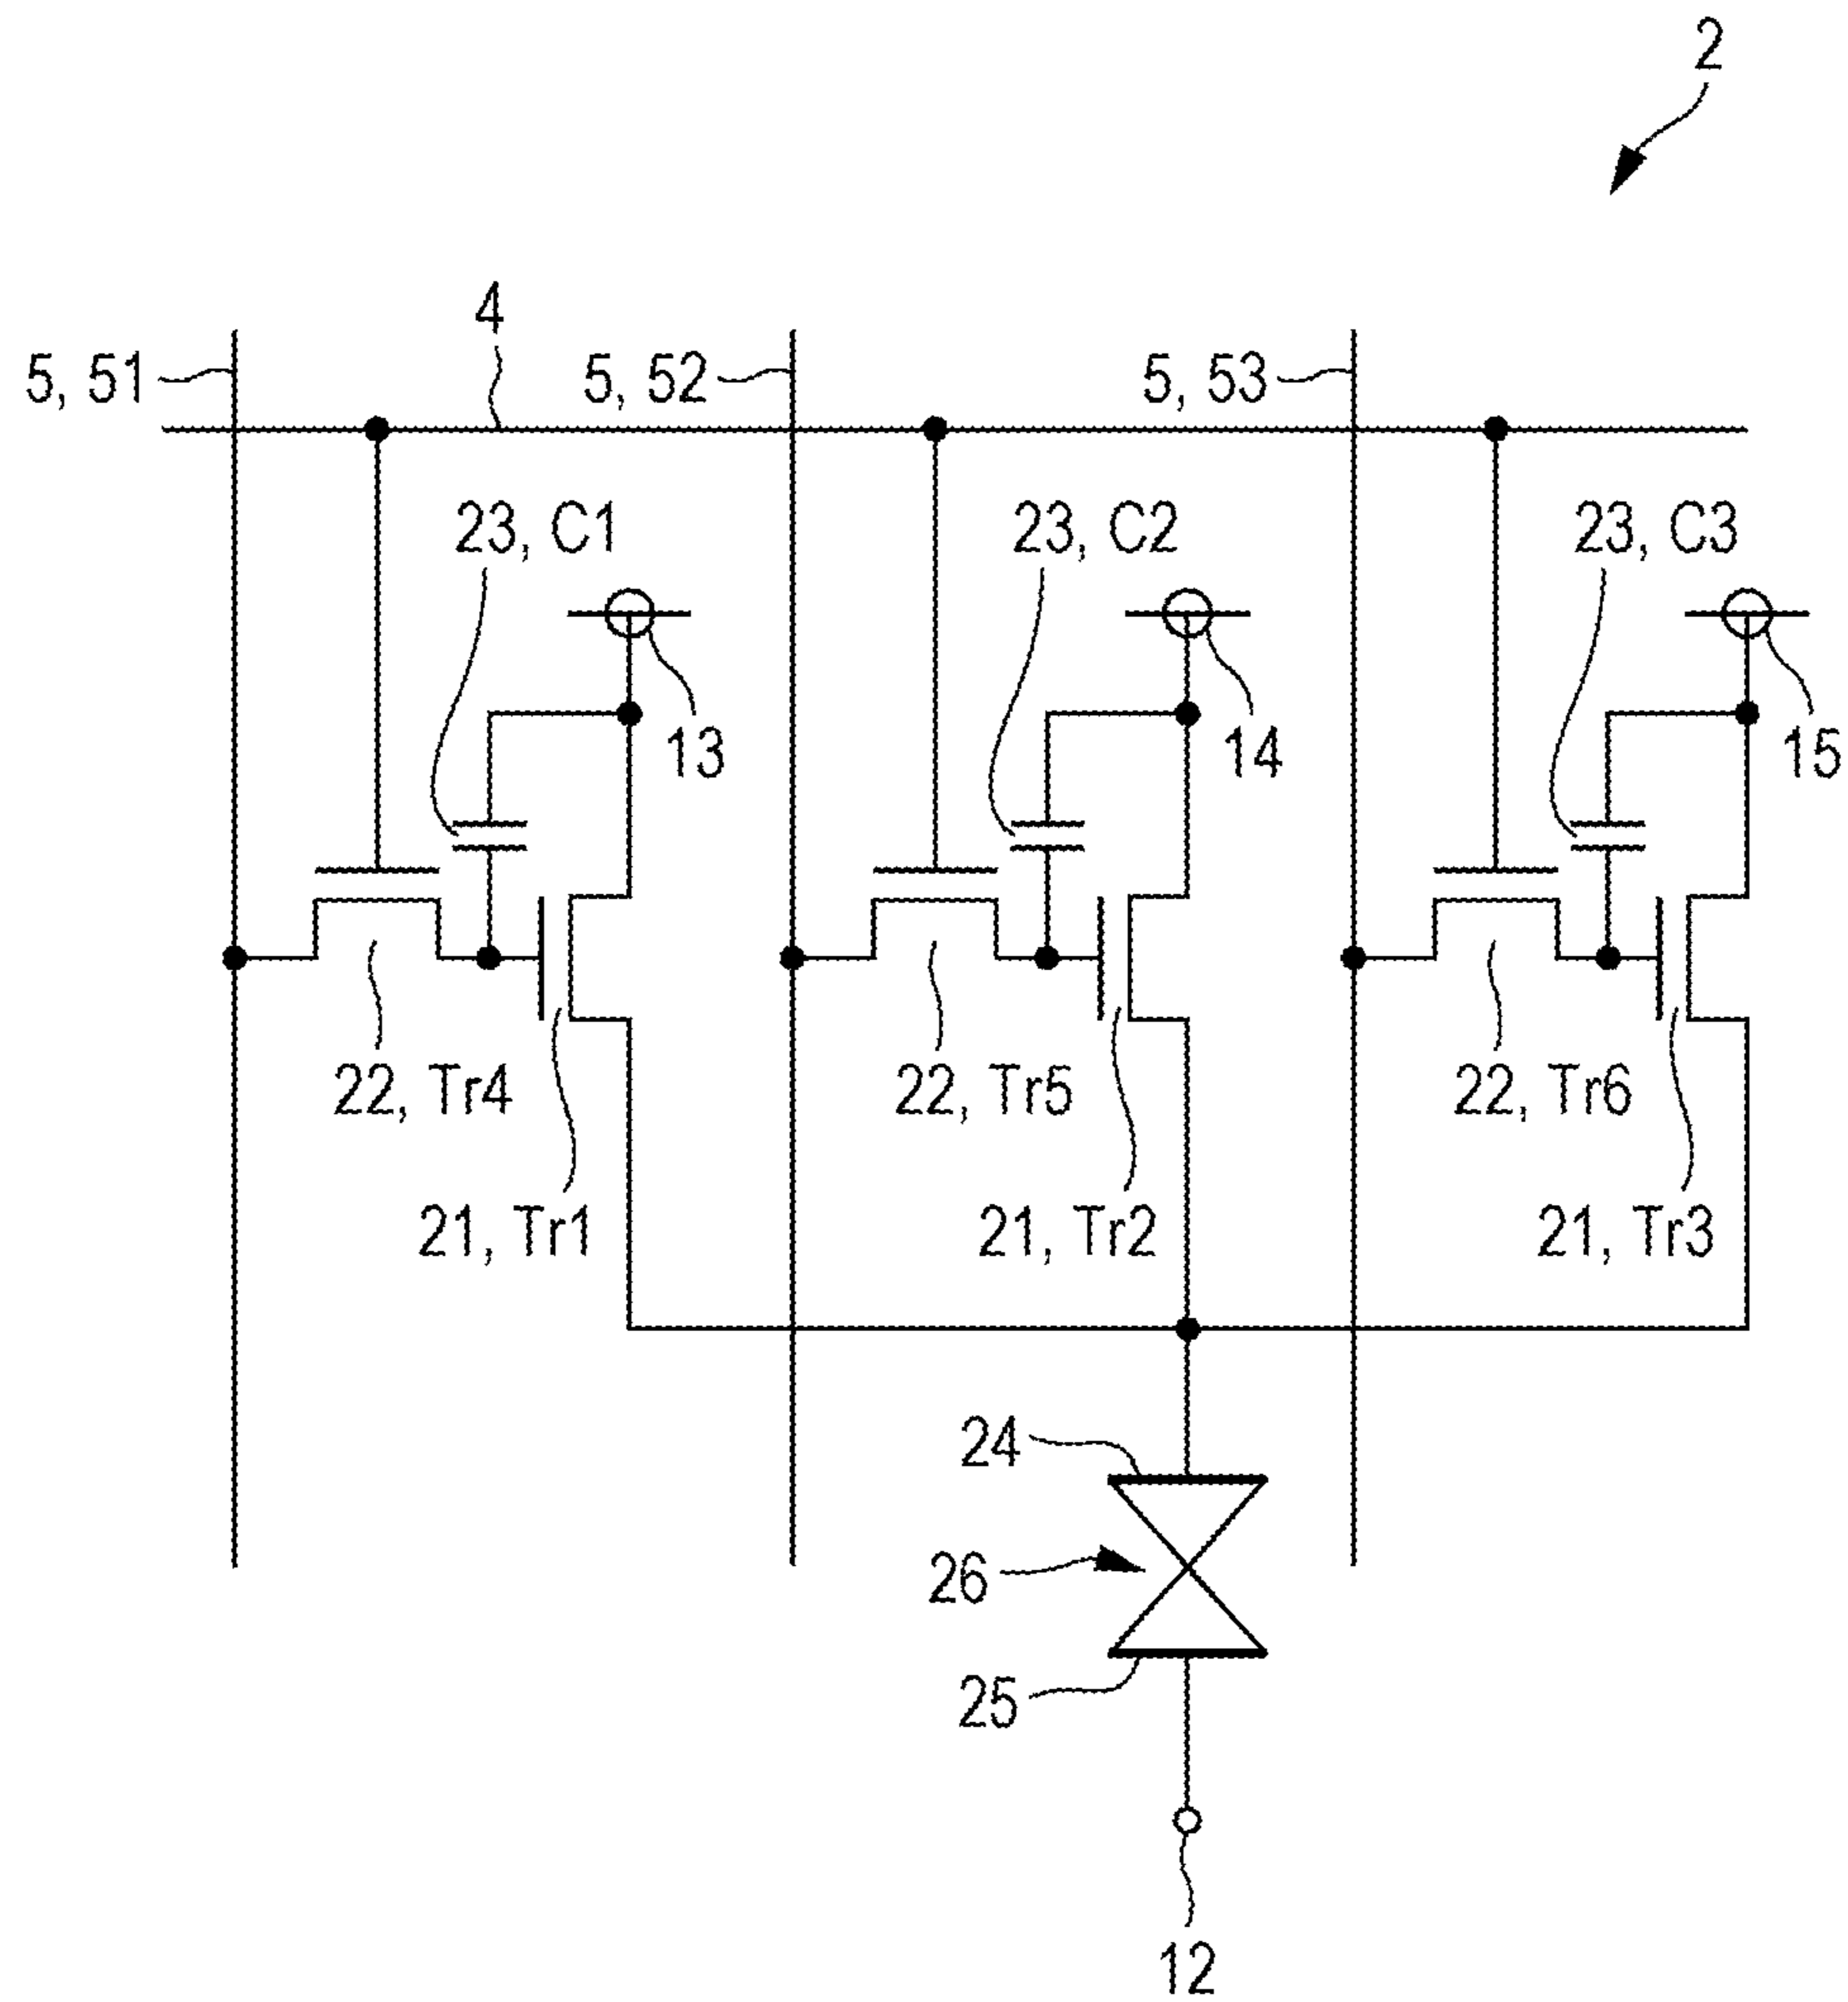 2
4
5, 51
5, 52
5, 53
23, C1
23, C2
23, C3
13
14
15
22, Tr4
22, Tr5
22, Tr6
21, Tr1
21, Tr2
21, Tr3
24
26
25
12